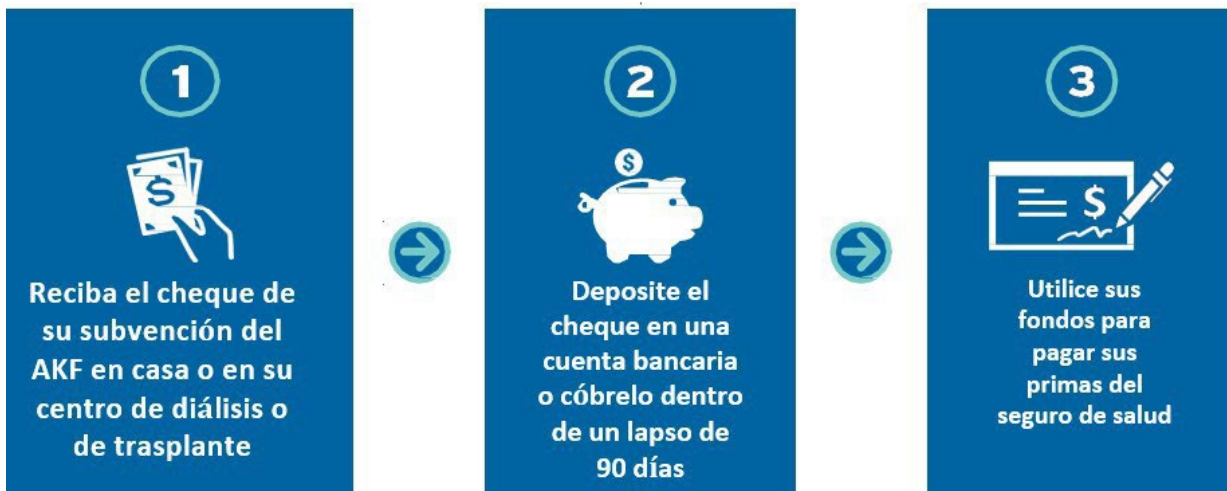 1
Reciba el cheque de
su subvención del
AKF en casa o en su
centro de diálisis o
de trasplante
2
$
Deposite el
cheque en una
cuenta bancaria
o cóbrelo dentro
de un lapso de
90 días
3
$
Utilice sus
fondos para
pagar sus
primas del
seguro de salud